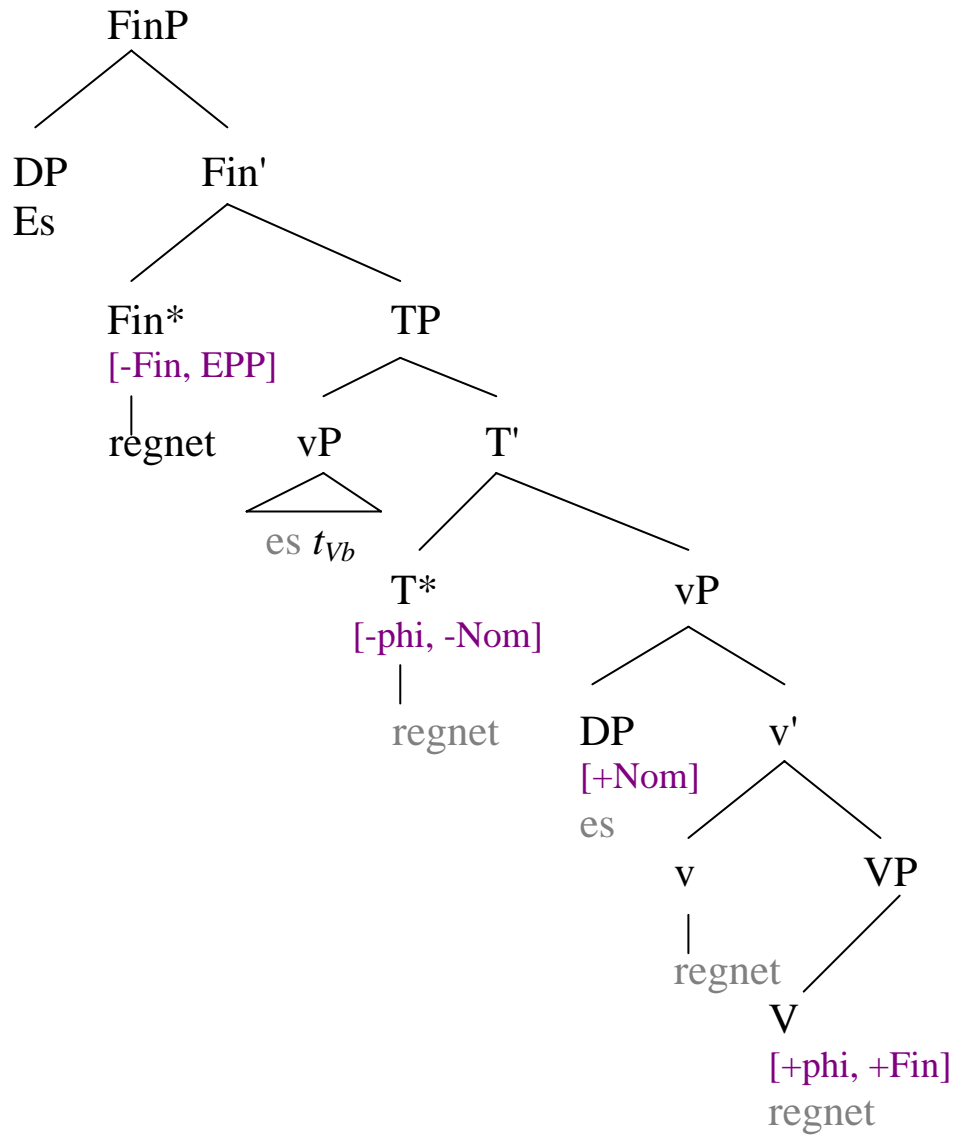 FinP
DP Fin'
Es
Fin* TP
[-Fin, EPP]
regnet vP T'
es t_Vb
T* vP
[-phi, -Nom]
regnet DP v'
[+Nom]
es
v VP
regnet
V
[+phi, +Fin]
regnet